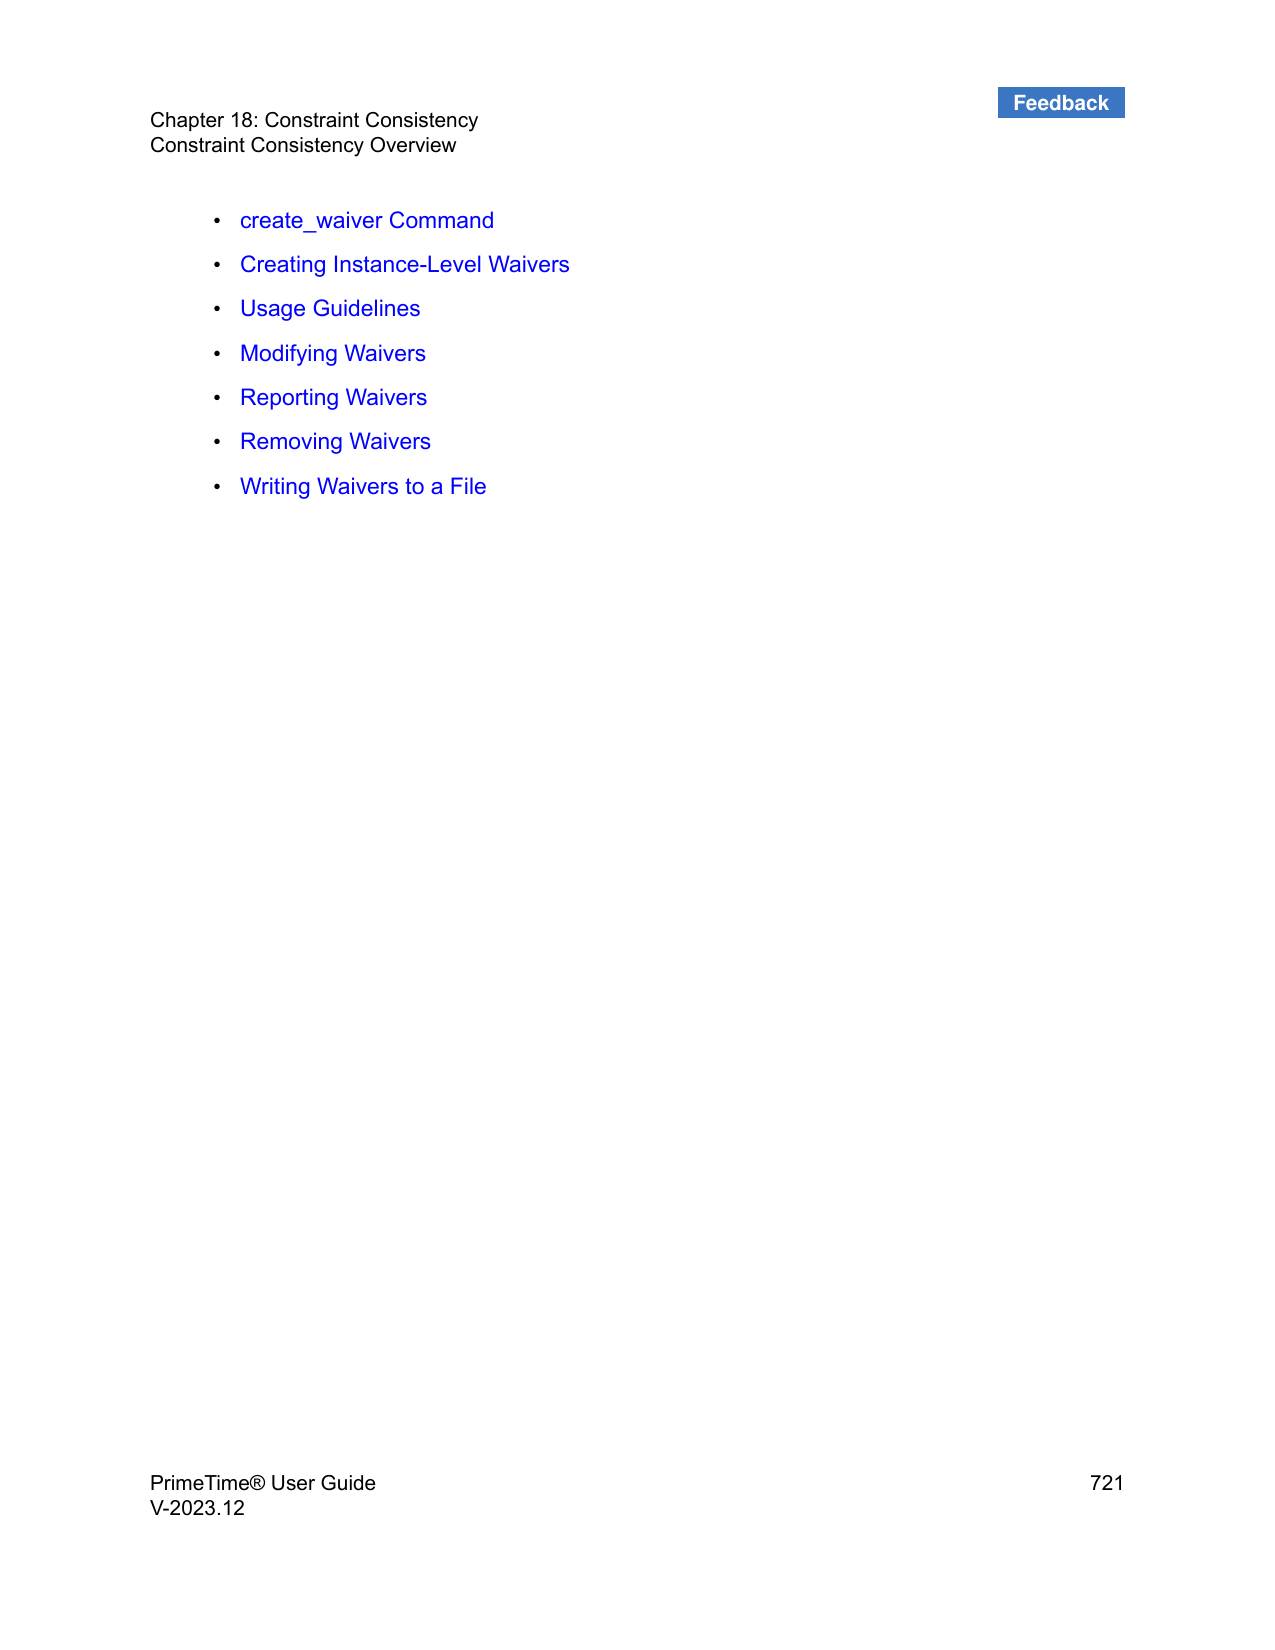 Feedback
Chapter 18: Constraint Consistency
Constraint Consistency Overview
• create_waiver Command
• Creating Instance-Level Waivers
• Usage Guidelines
• Modifying Waivers
• Reporting Waivers
• Removing Waivers
• Writing Waivers to a File
PrimeTime® User Guide 721
V-2023.12